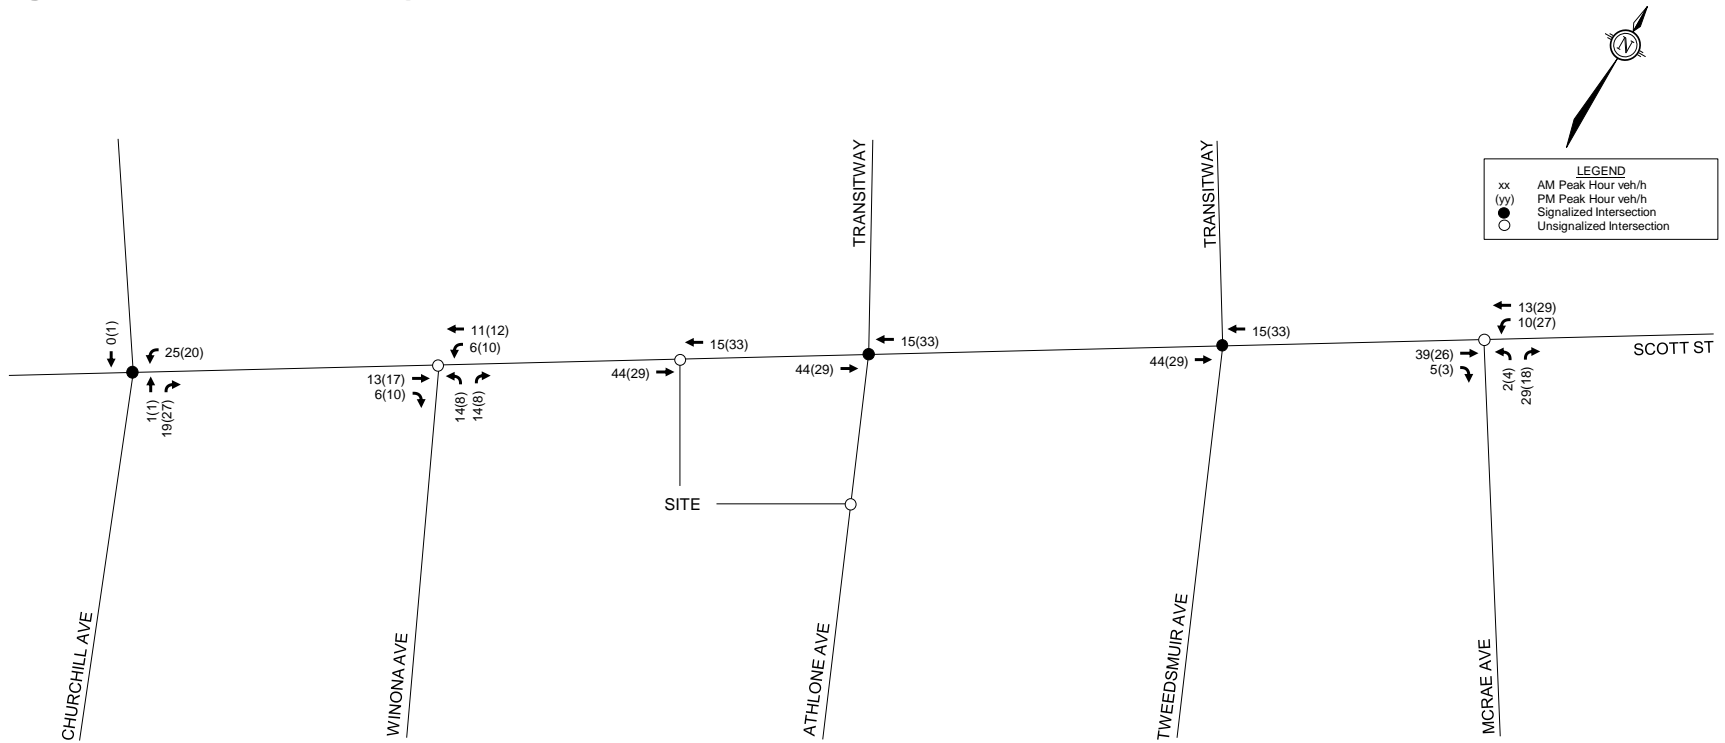 N
TRANSITWAY
TRANSITWAY
LEGEND
xx AM Peak Hour veh/h
(yy) PM Peak Hour veh/h
Signalized Intersection
Unsignalized Intersection
0(1)
25(20)
1(1)
19(27)
11(12)
6(10)
13(17)
6(10)
14(8)
14(8)
15(33)
44(29)
15(33)
44(29)
15(33)
44(29)
13(29)
10(27)
39(26)
5(3)
2(4)
29(18)
SCOTT ST
SITE
CHURCHILL AVE
WINONA AVE
ATHLONE AVE
TWEEDSMUIR AVE
MCRAE AVE